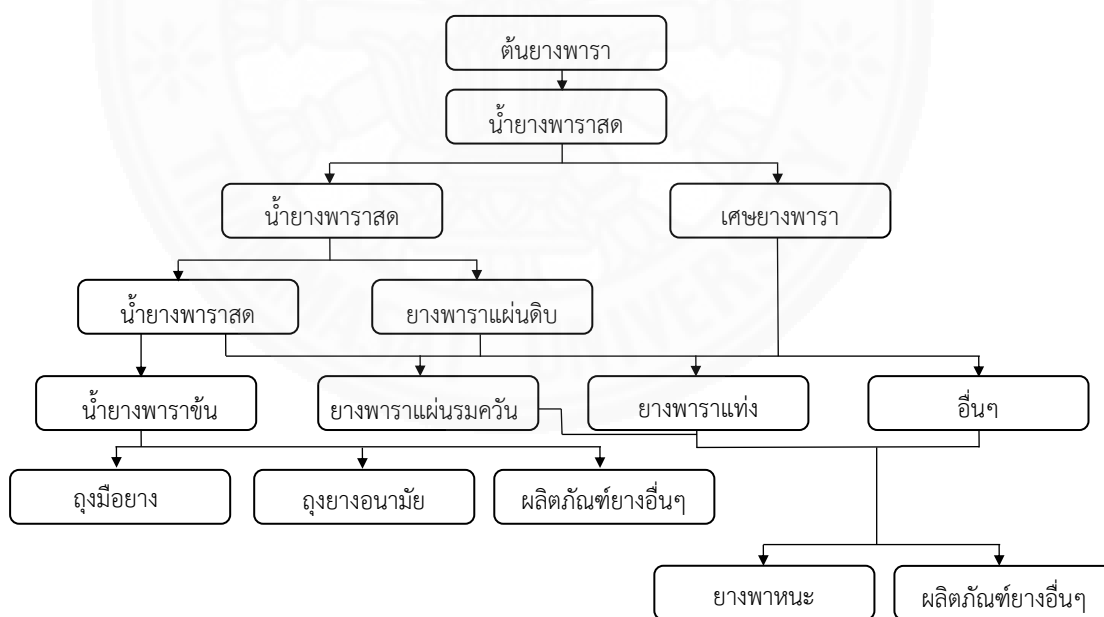 ต้นยางพารา
น้ำยางพาราสด
น้ำยางพาราสด
เศษยางพารา
น้ำยางพาราสด
ยางพาราแผ่นดิบ
น้ำยางพาราข้น
ยางพาราแผ่นรมควัน
ยางพาราแท่ง
อื่นๆ
ถุงมือยาง
ถุงยางอนามัย
ผลิตภัณฑ์ยางอื่นๆ
ยางพาหนะ
ผลิตภัณฑ์ยางอื่นๆ